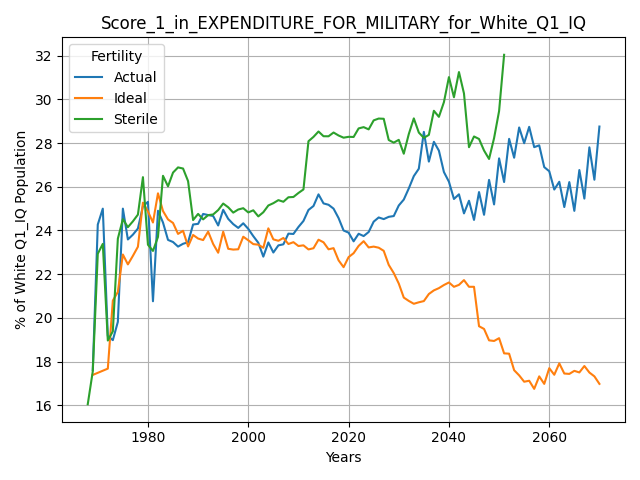 Score_1_in_EXPENDITURE_FOR_MILITARY_for_White_Q1_IQ
Fertility
Actual
Ideal
Sterile
% of White Q1_IQ Population
32
30
28
26
24
22
20
18
16
1980
2000
2020
2040
2060
Years